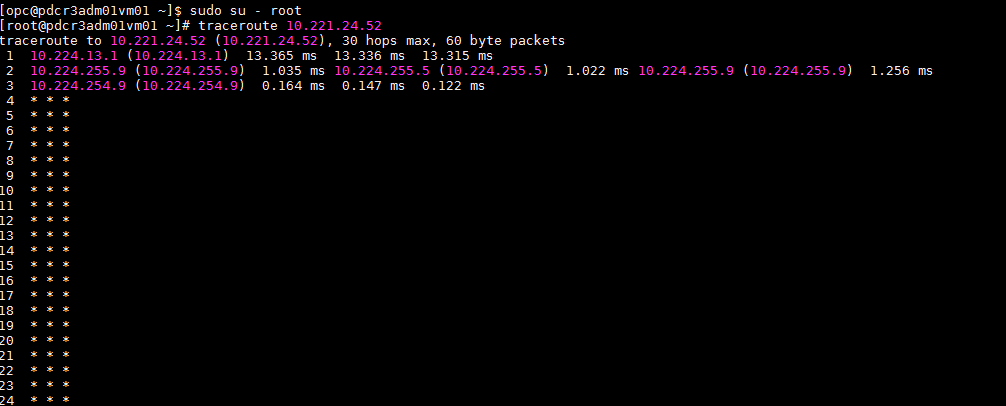 [opc@pdcr3adm01vm01 ~]$ sudo su - root
[root@pdcr3adm01vm01 ~]# traceroute 10.221.24.52
traceroute to 10.221.24.52 (10.221.24.52), 30 hops max, 60 byte packets
1 10.224.13.1 (10.224.13.1) 13.365 ms 13.336 ms 13.315 ms
2 10.224.255.9 (10.224.255.9) 1.035 ms 10.224.255.5 (10.224.255.5) 1.022 ms 10.224.255.9 (10.224.255.9) 1.256 ms
3 10.224.254.9 (10.224.254.9) 0.164 ms 0.147 ms 0.122 ms
4 * * *
5 * * *
6 * * *
7 * * *
8 * * *
9 * * *
10 * * *
11 * * *
12 * * *
13 * * *
14 * * *
15 * * *
16 * * *
17 * * *
18 * * *
19 * * *
20 * * *
21 * * *
22 * * *
23 * * *
24 * * *